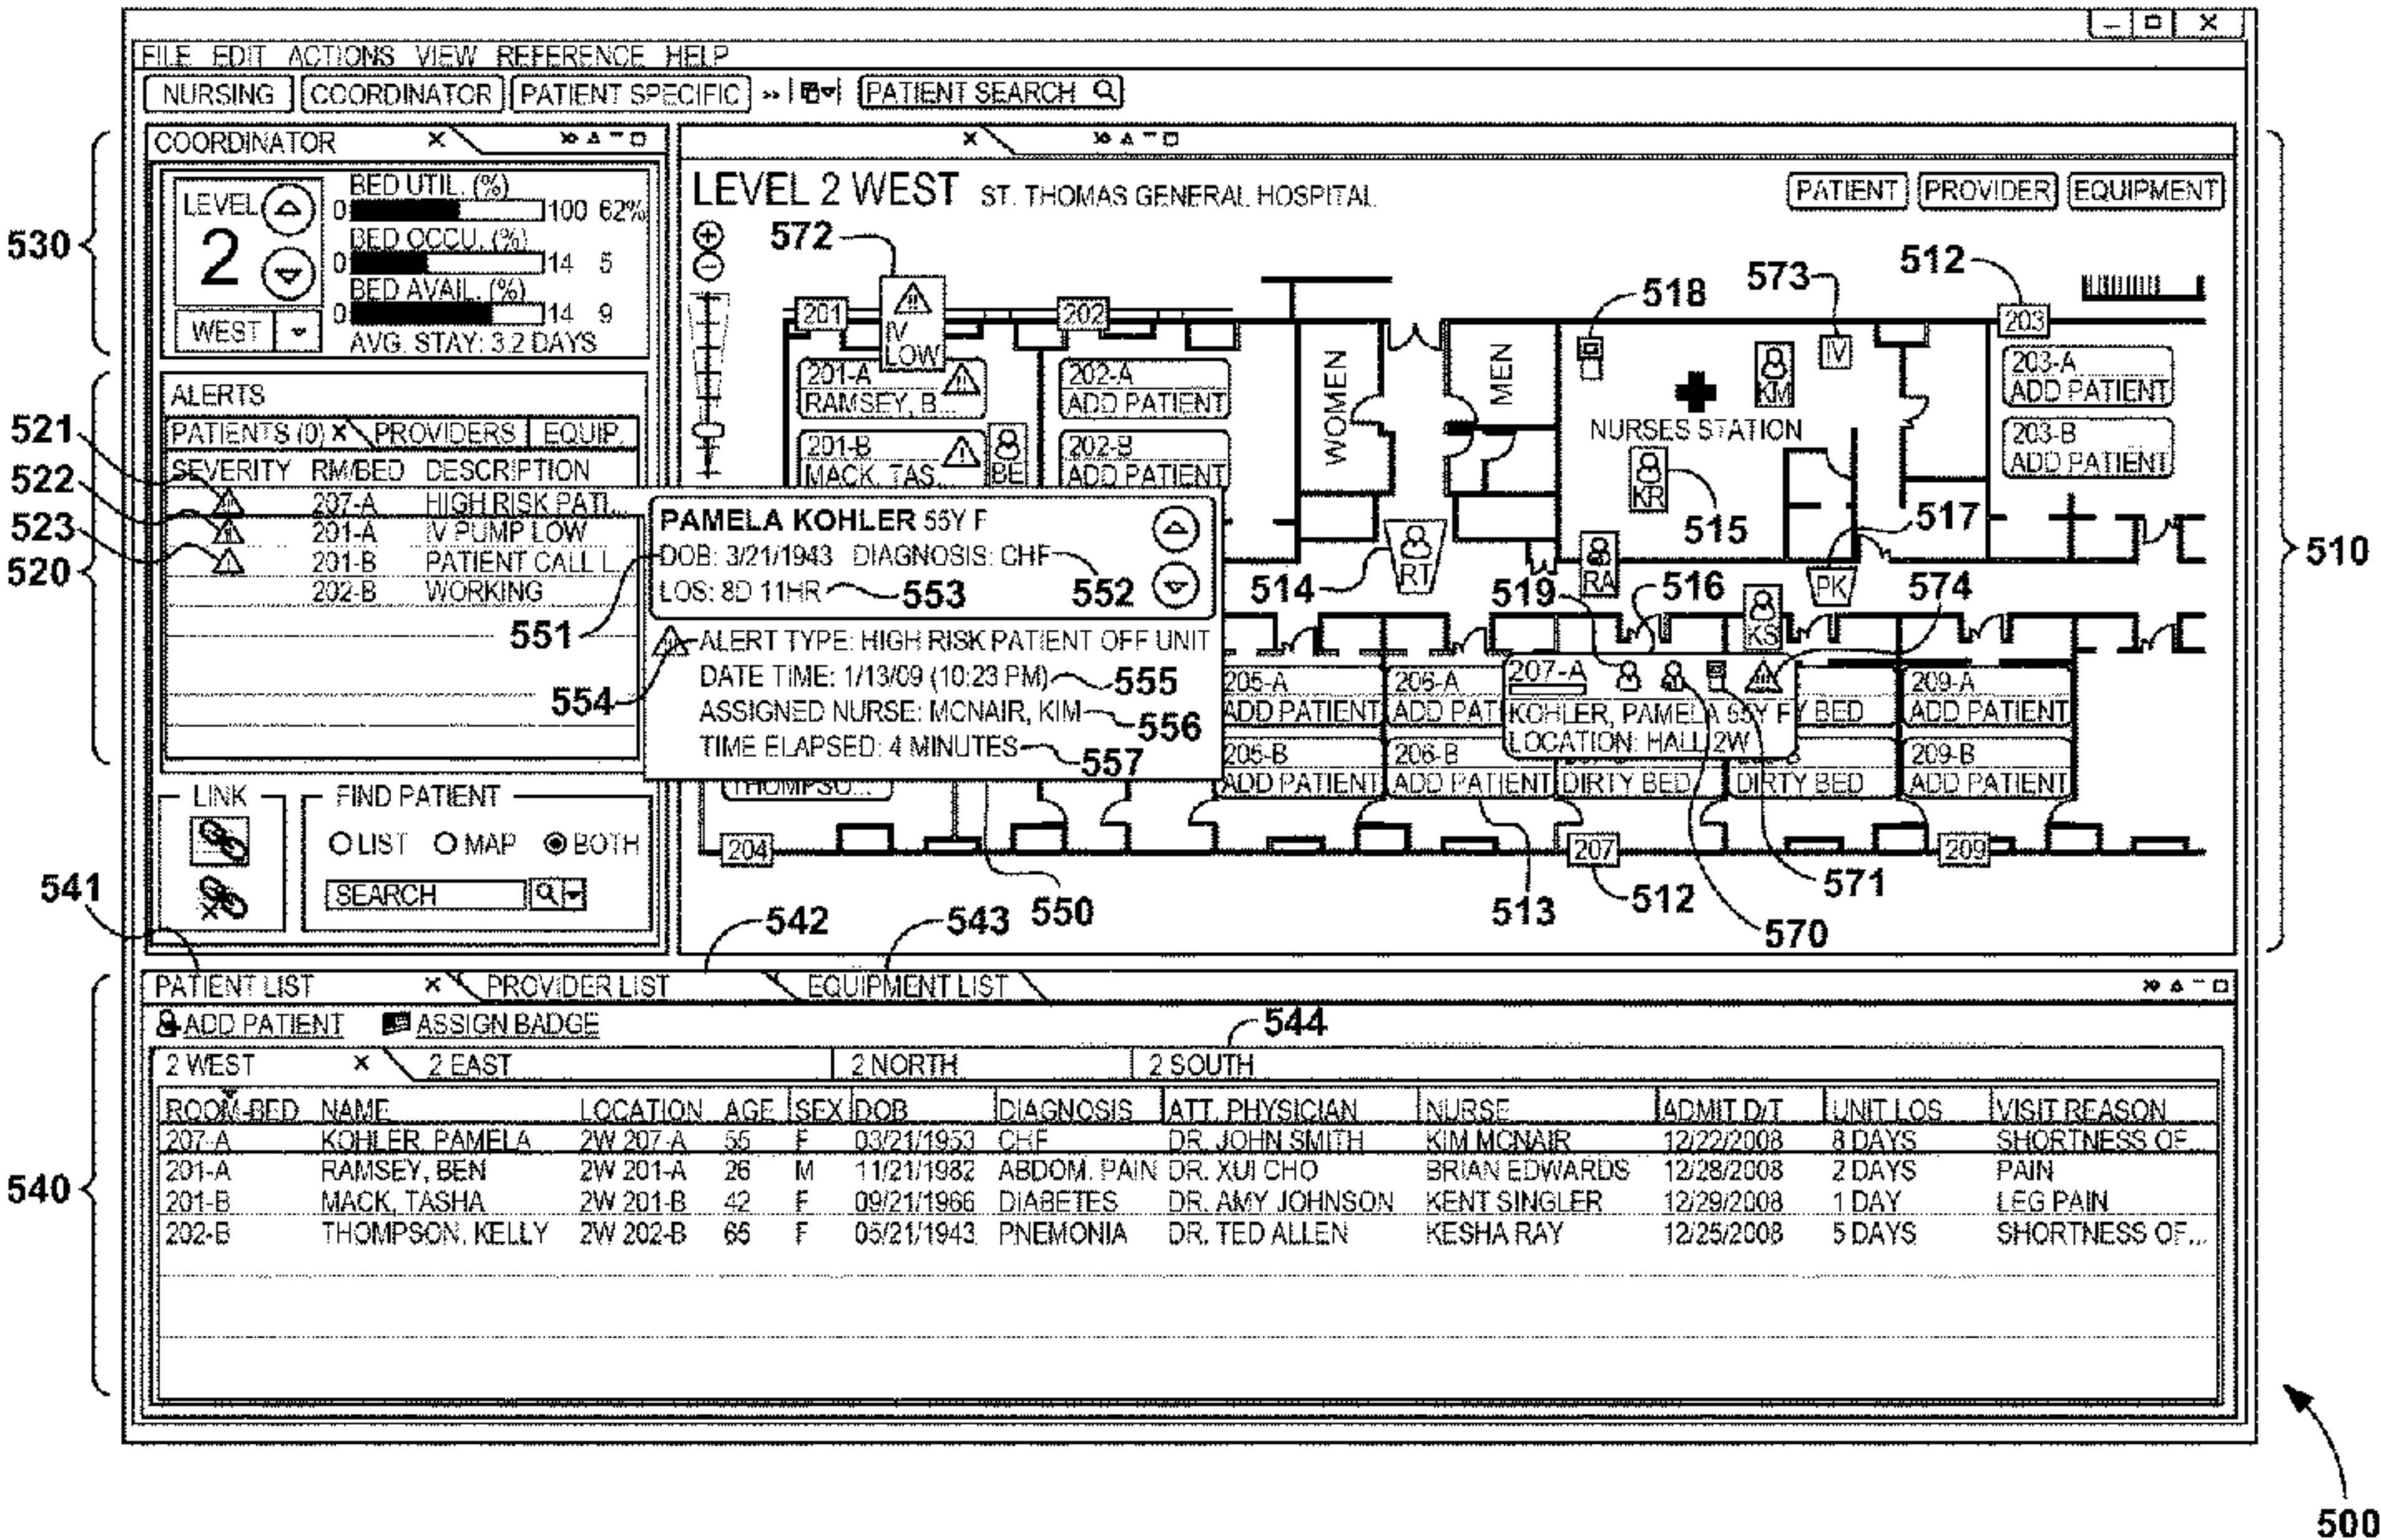 FILE EDIT ACTIONS VIEW REFERENCE HELP
NURSING COORDINATOR PATIENT SPECIFIC » PATIENT SEARCH
COORDINATOR
LEVEL
2
WEST
BED UTIL. (%)
0 100 62%
BED OCCU. (%)
0 14 5
BED AVAIL. (%)
0 14 9
AVG. STAY: 3.2 DAYS
530
ALERTS
PATIENTS (0) X PROVIDERS EQUIP.
SEVERITY RM/BED DESCRIPTION
207-A HIGH RISK PATI...
201-A IV PUMP LOW
201-B PATIENT CALL L...
202-B WORKING
521
522
523
520
LINK
FIND PATIENT
LIST MAP BOTH
SEARCH
541
LEVEL 2 WEST ST. THOMAS GENERAL HOSPITAL
PATIENT PROVIDER EQUIPMENT
572
518
573
512
201
IV
LOW
202
203
201-A
RAMSEY, B...
201-B
MACK, TAS...
BE
202-A
ADD PATIENT
202-B
ADD PATIENT
WOMEN
MEN
KM
IV
NURSES STATION
KR
515
517
203-A
ADD PATIENT
203-B
ADD PATIENT
510
514
RT
RA
519
516
PK
574
KS
PAMELA KOHLER 55Y F
DOB: 3/21/1943 DIAGNOSIS: CHF
LOS: 8D 11HR
553
552
551
ALERT TYPE: HIGH RISK PATIENT OFF UNIT
DATE TIME: 1/13/09 (10:23 PM)
555
554
ASSIGNED NURSE: MCNAIR, KIM
556
TIME ELAPSED: 4 MINUTES
557
205-A
ADD PATIENT
205-B
ADD PATIENT
206-A
ADD PAT
206-B
ADD PATIENT
207-A
KOHLER, PAMELA 55Y F
LOCATION: HALL 2W
DIRTY BED
Y BED
DIRTY BED
209-A
ADD PATIENT
209-B
ADD PATIENT
THOMPSO...
204
207
209
550
513
512
571
570
542
543
PATIENT LIST PROVIDER LIST EQUIPMENT LIST
ADD PATIENT ASSIGN BADGE
544
2 WEST 2 EAST 2 NORTH 2 SOUTH
ROOM-BED NAME LOCATION AGE SEX DOB DIAGNOSIS ATT. PHYSICIAN NURSE ADMIT D/T UNIT LOS VISIT REASON
207-A KOHLER, PAMELA 2W 207-A 55 F 03/21/1953 CHF DR. JOHN SMITH KIM MCNAIR 12/22/2008 8 DAYS SHORTNESS OF...
201-A RAMSEY, BEN 2W 201-A 26 M 11/21/1982 ABDOM. PAIN DR. XUI CHO BRIAN EDWARDS 12/28/2008 2 DAYS PAIN
201-B MACK, TASHA 2W 201-B 42 F 09/21/1966 DIABETES DR. AMY JOHNSON KENT SINGLER 12/29/2008 1 DAY LEG PAIN
202-B THOMPSON, KELLY 2W 202-B 65 F 05/21/1943 PNEMONIA DR. TED ALLEN KESHA RAY 12/25/2008 5 DAYS SHORTNESS OF...
540
500